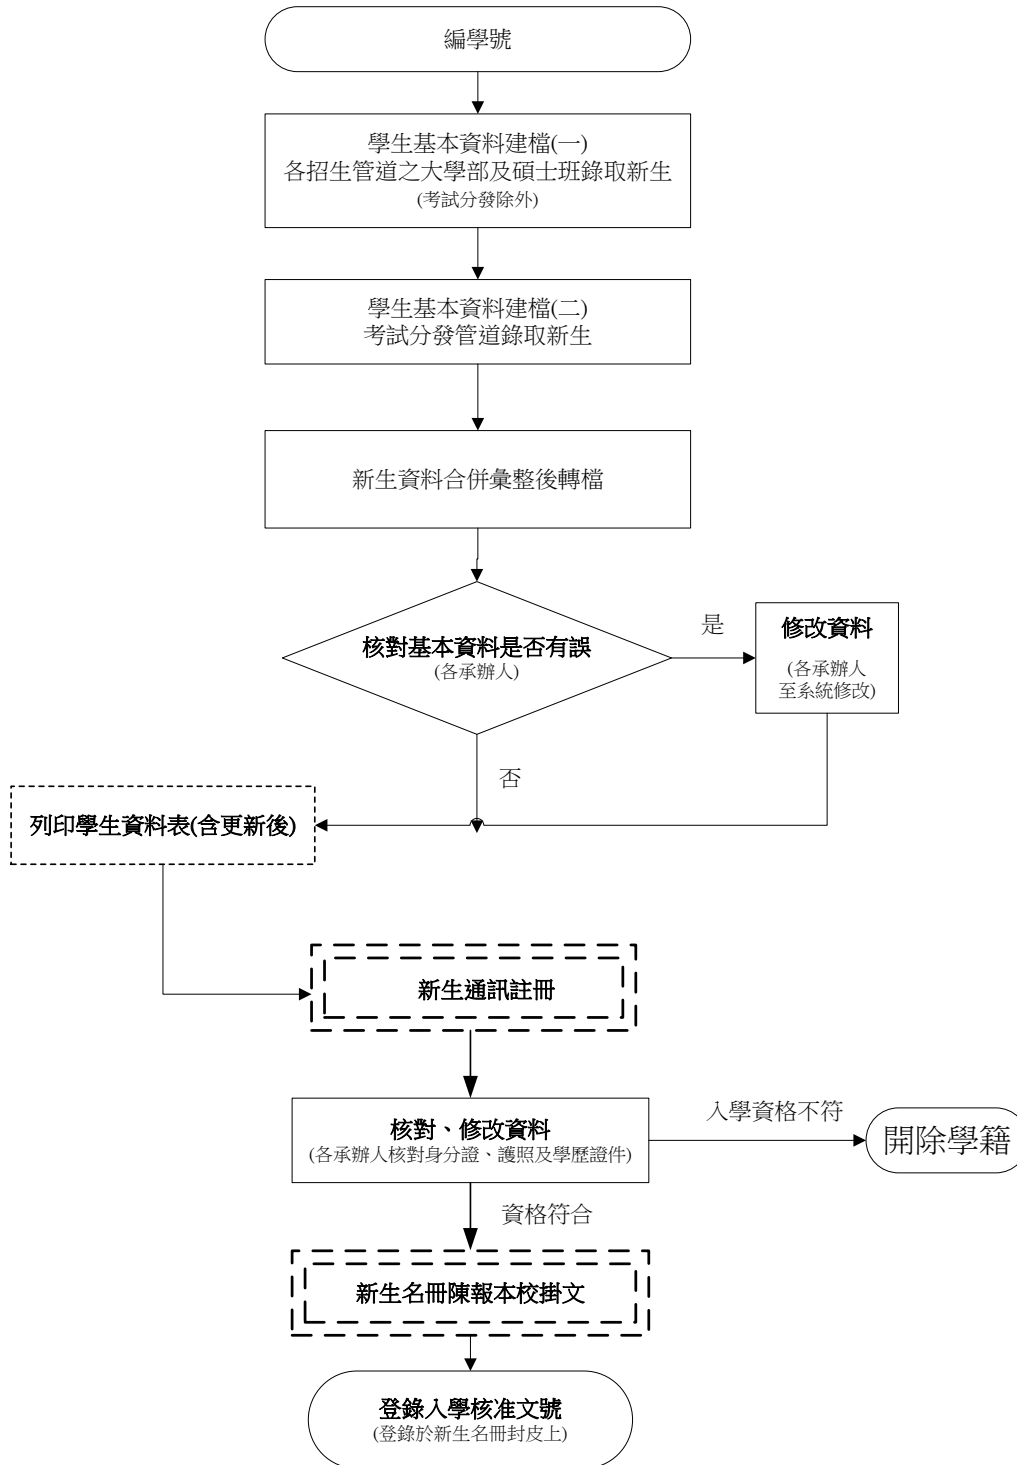 編學號
學生基本資料建檔(一)
各招生管道之大學部及碩士班錄取新生
(考試分發除外)
學生基本資料建檔(二)
考試分發管道錄取新生
新生資料合併彙整後轉檔
核對基本資料是否有誤
(各承辦人)
是
修改資料
(各承辦人
至系統修改)
否
列印學生資料表(含更新後)
新生通訊註冊
核對、修改資料
(各承辦人核對身分證、護照及學歷證件)
入學資格不符
開除學籍
資格符合
新生名冊陳報本校掛文
登錄入學核准文號
(登錄於新生名冊封皮上)